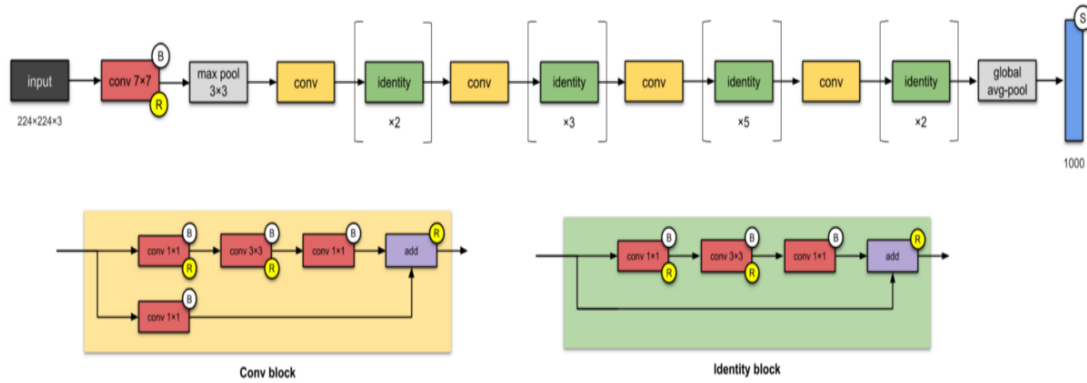 input
224×224×3
conv 7×7
B
R
max pool
3×3
conv
identity
×2
conv
identity
×3
conv
identity
×5
conv
identity
×2
global
avg-pool
S
1000
conv 1×1
B
R
conv 3×3
B
R
conv 1×1
B
add
R
conv 1×1
B
Conv block
conv 1×1
B
R
conv 3×3
B
R
conv 1×1
B
add
R
Identity block